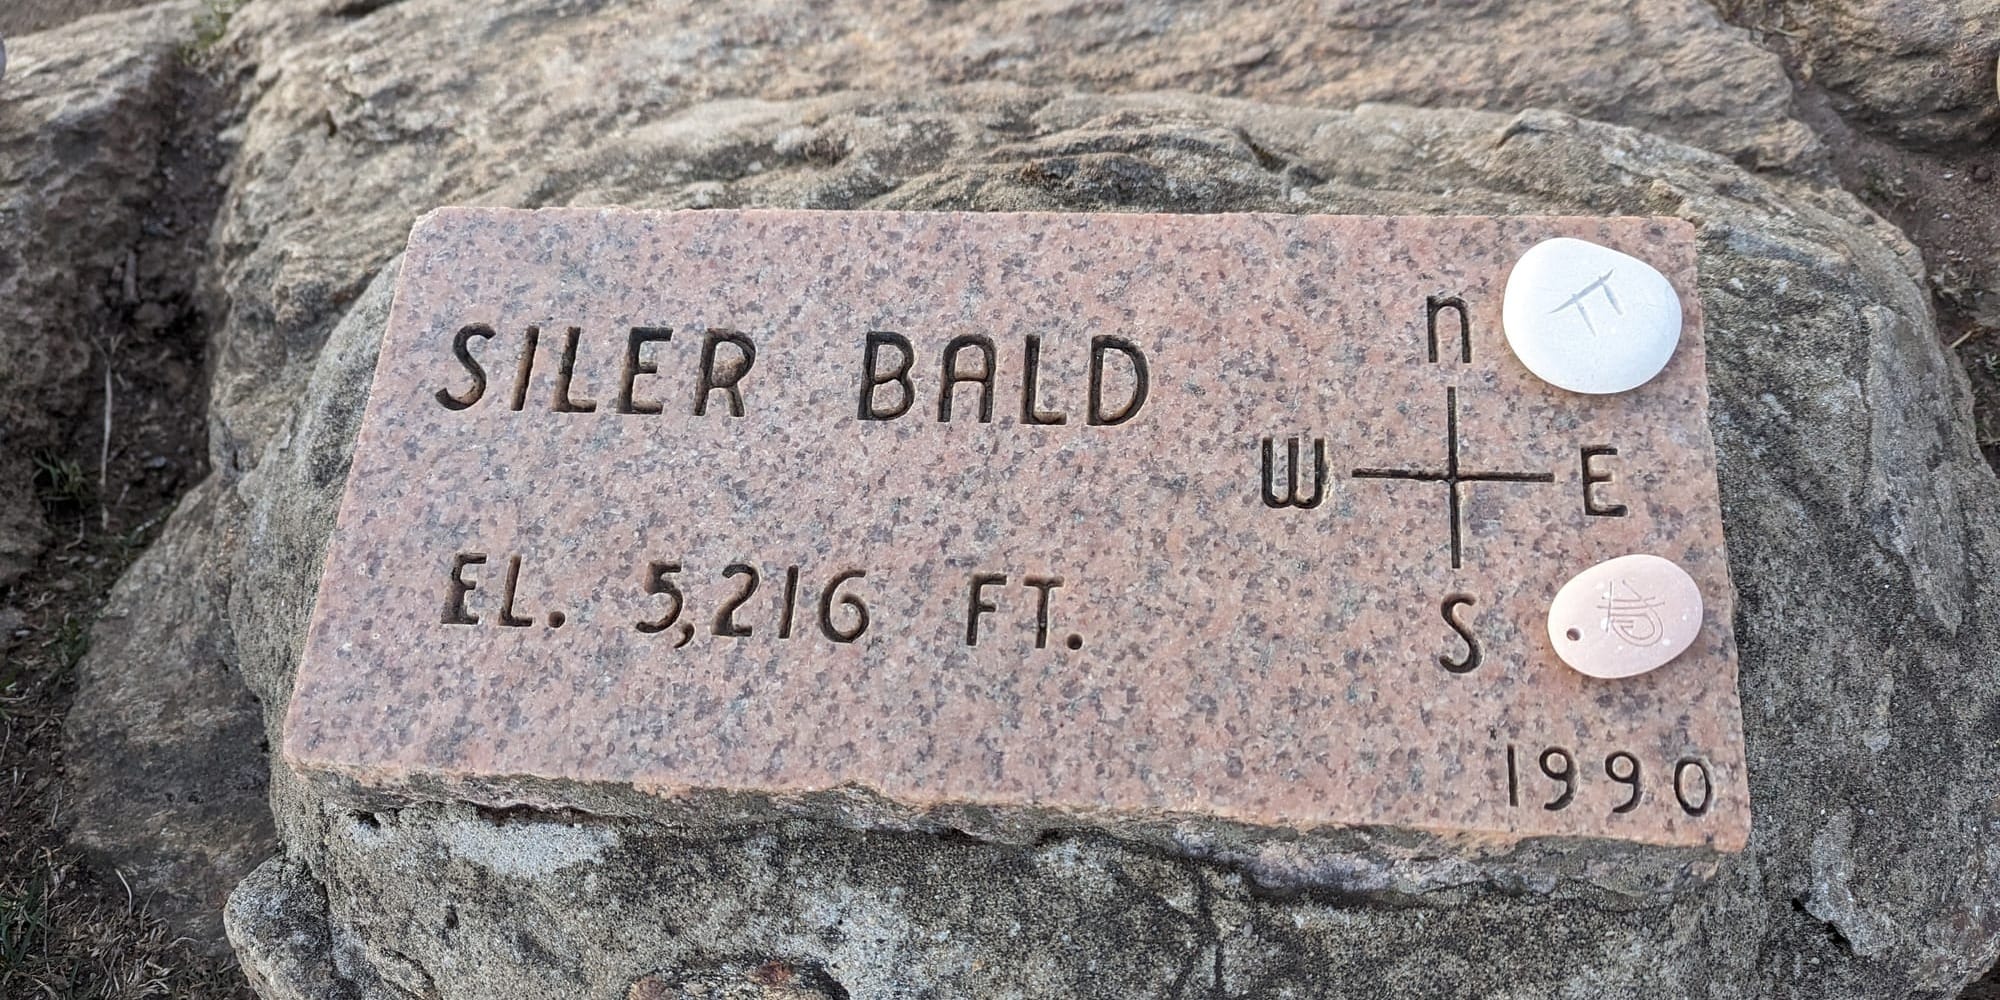 SILER BALD
n
W E
EL. 5,216 FT.
S
1990